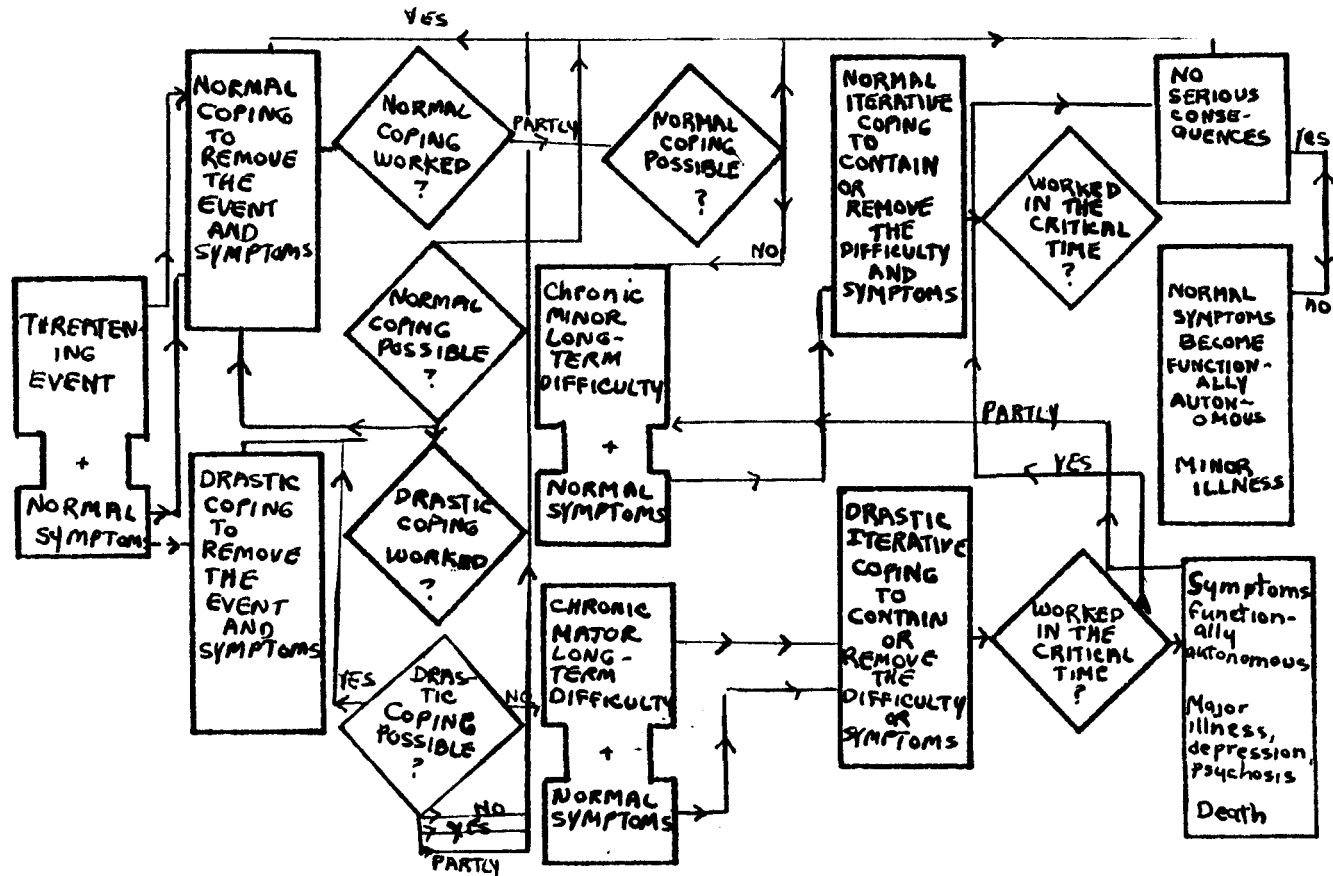 YES
NORMAL
COPING
TO
REMOVE
THE
EVENT
AND
SYMPTOMS
NORMAL
COPING
WORKED
?
PARTLY
NORMAL
COPING
POSSIBLE
?
NO
NORMAL
ITERATIVE
COPING
TO
CONTAIN
OR
REMOVE
THE
DIFFICULTY
AND
SYMPTOMS
WORKED
IN THE
CRITICAL
TIME
?
NO
SERIOUS
CONSE-
QUENCES
YES
no
NORMAL
SYMPTOMS
BECOME
FUNCTION-
ALLY
AUTON-
OMOUS
MINOR
ILLNESS
THREATEN-
ING
EVENT
+
NORMAL
SYMPTOMS
NORMAL
COPING
POSSIBLE
?
Chronic
MINOR
LONG-
TERM
DIFFICULTY
+
NORMAL
SYMPTOMS
PARTLY
YES
DRASTIC
COPING
TO
REMOVE
THE
EVENT
AND
SYMPTOMS
DRASTIC
COPING
WORKED
?
YES
DRAS-
TIC
COPING
POSSIBLE
?
NO
NO
YES
PARTLY
CHRONIC
MATOR
LONG-
TERM
DIFFICULTY
+
NORMAL
SYMPTOMS
DRASTIC
ITERATIVE
COPING
TO
CONTAIN
OR
REMOVE
THE
DIFFICULTY
OR
SYMPTOMS
WORKED
IN THE
CRITICAL
TIME
?
Symptoms
Function-
ally
autonomous
Major
illness,
depression,
psychosis
Death